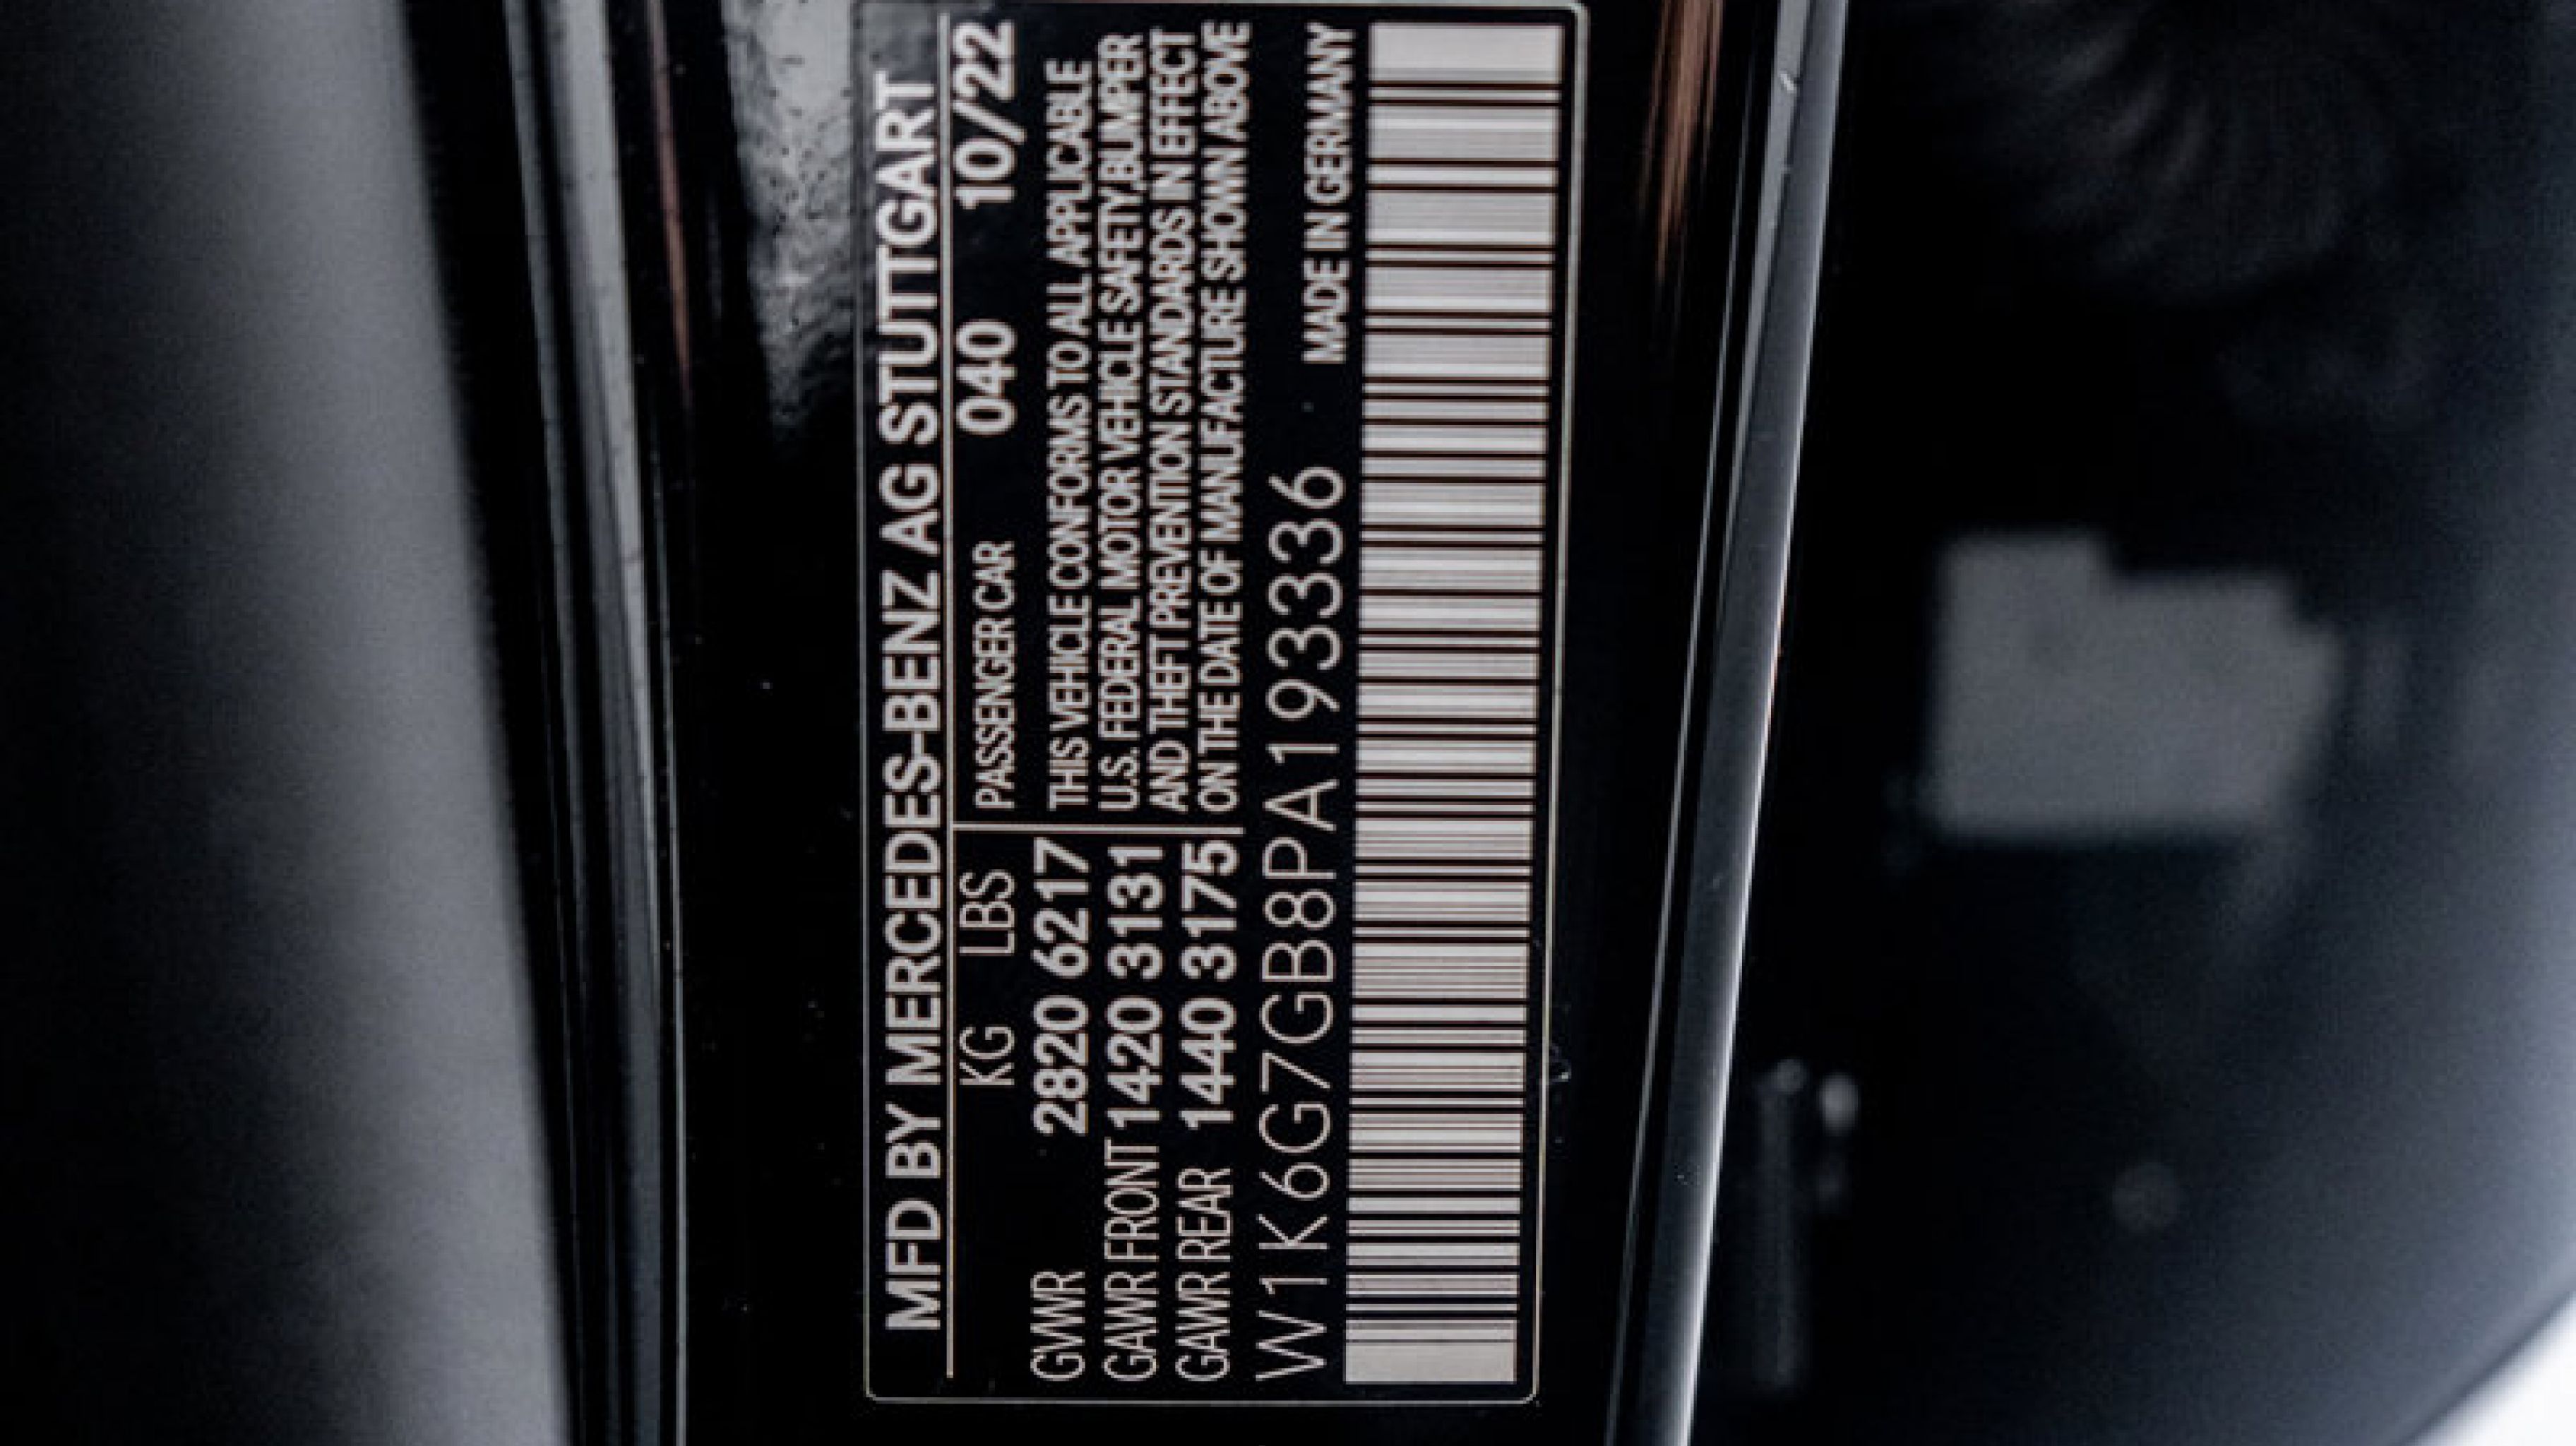 MFD BY MERCEDES-BENZ AG STUTTGART
KG LBS PASSENGER CAR 040 10/22
GVWR 2820 6217 THIS VEHICLE CONFORMS TO ALL APPLICABLE
GAWR FRONT 1420 3131 U.S. FEDERAL MOTOR VEHICLE SAFETY,BUMPER
GAWR REAR 1440 3175 AND THEFT PREVENTION STANDARDS IN EFFECT
ON THE DATE OF MANUFACTURE SHOWN ABOVE
W1K6G7GB8PA193336 MADE IN GERMANY